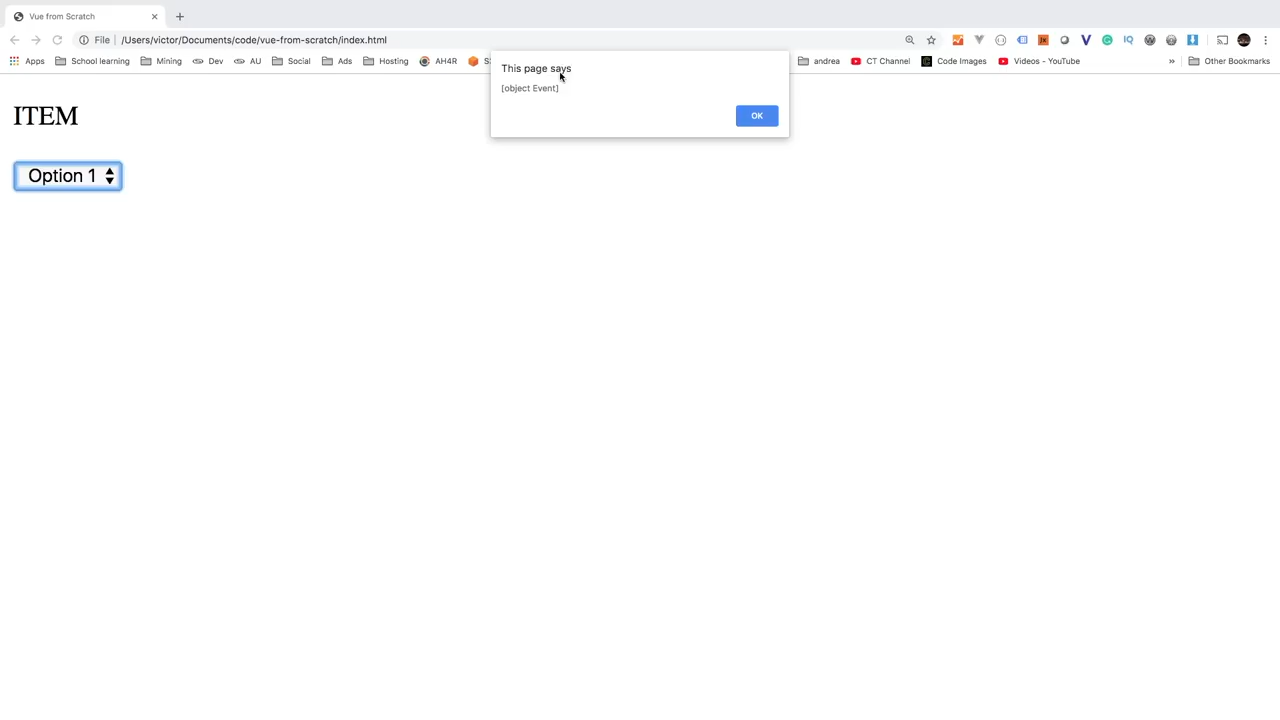 Vue from Scratch
File /Users/victor/Documents/code/vue-from-scratch/index.html
Apps School learning Mining Dev AU Social Ads Hosting AH4R andrea CT Channel Code Images Videos - YouTube » Other Bookmarks
This page says
[object Event]
OK
ITEM
Option 1